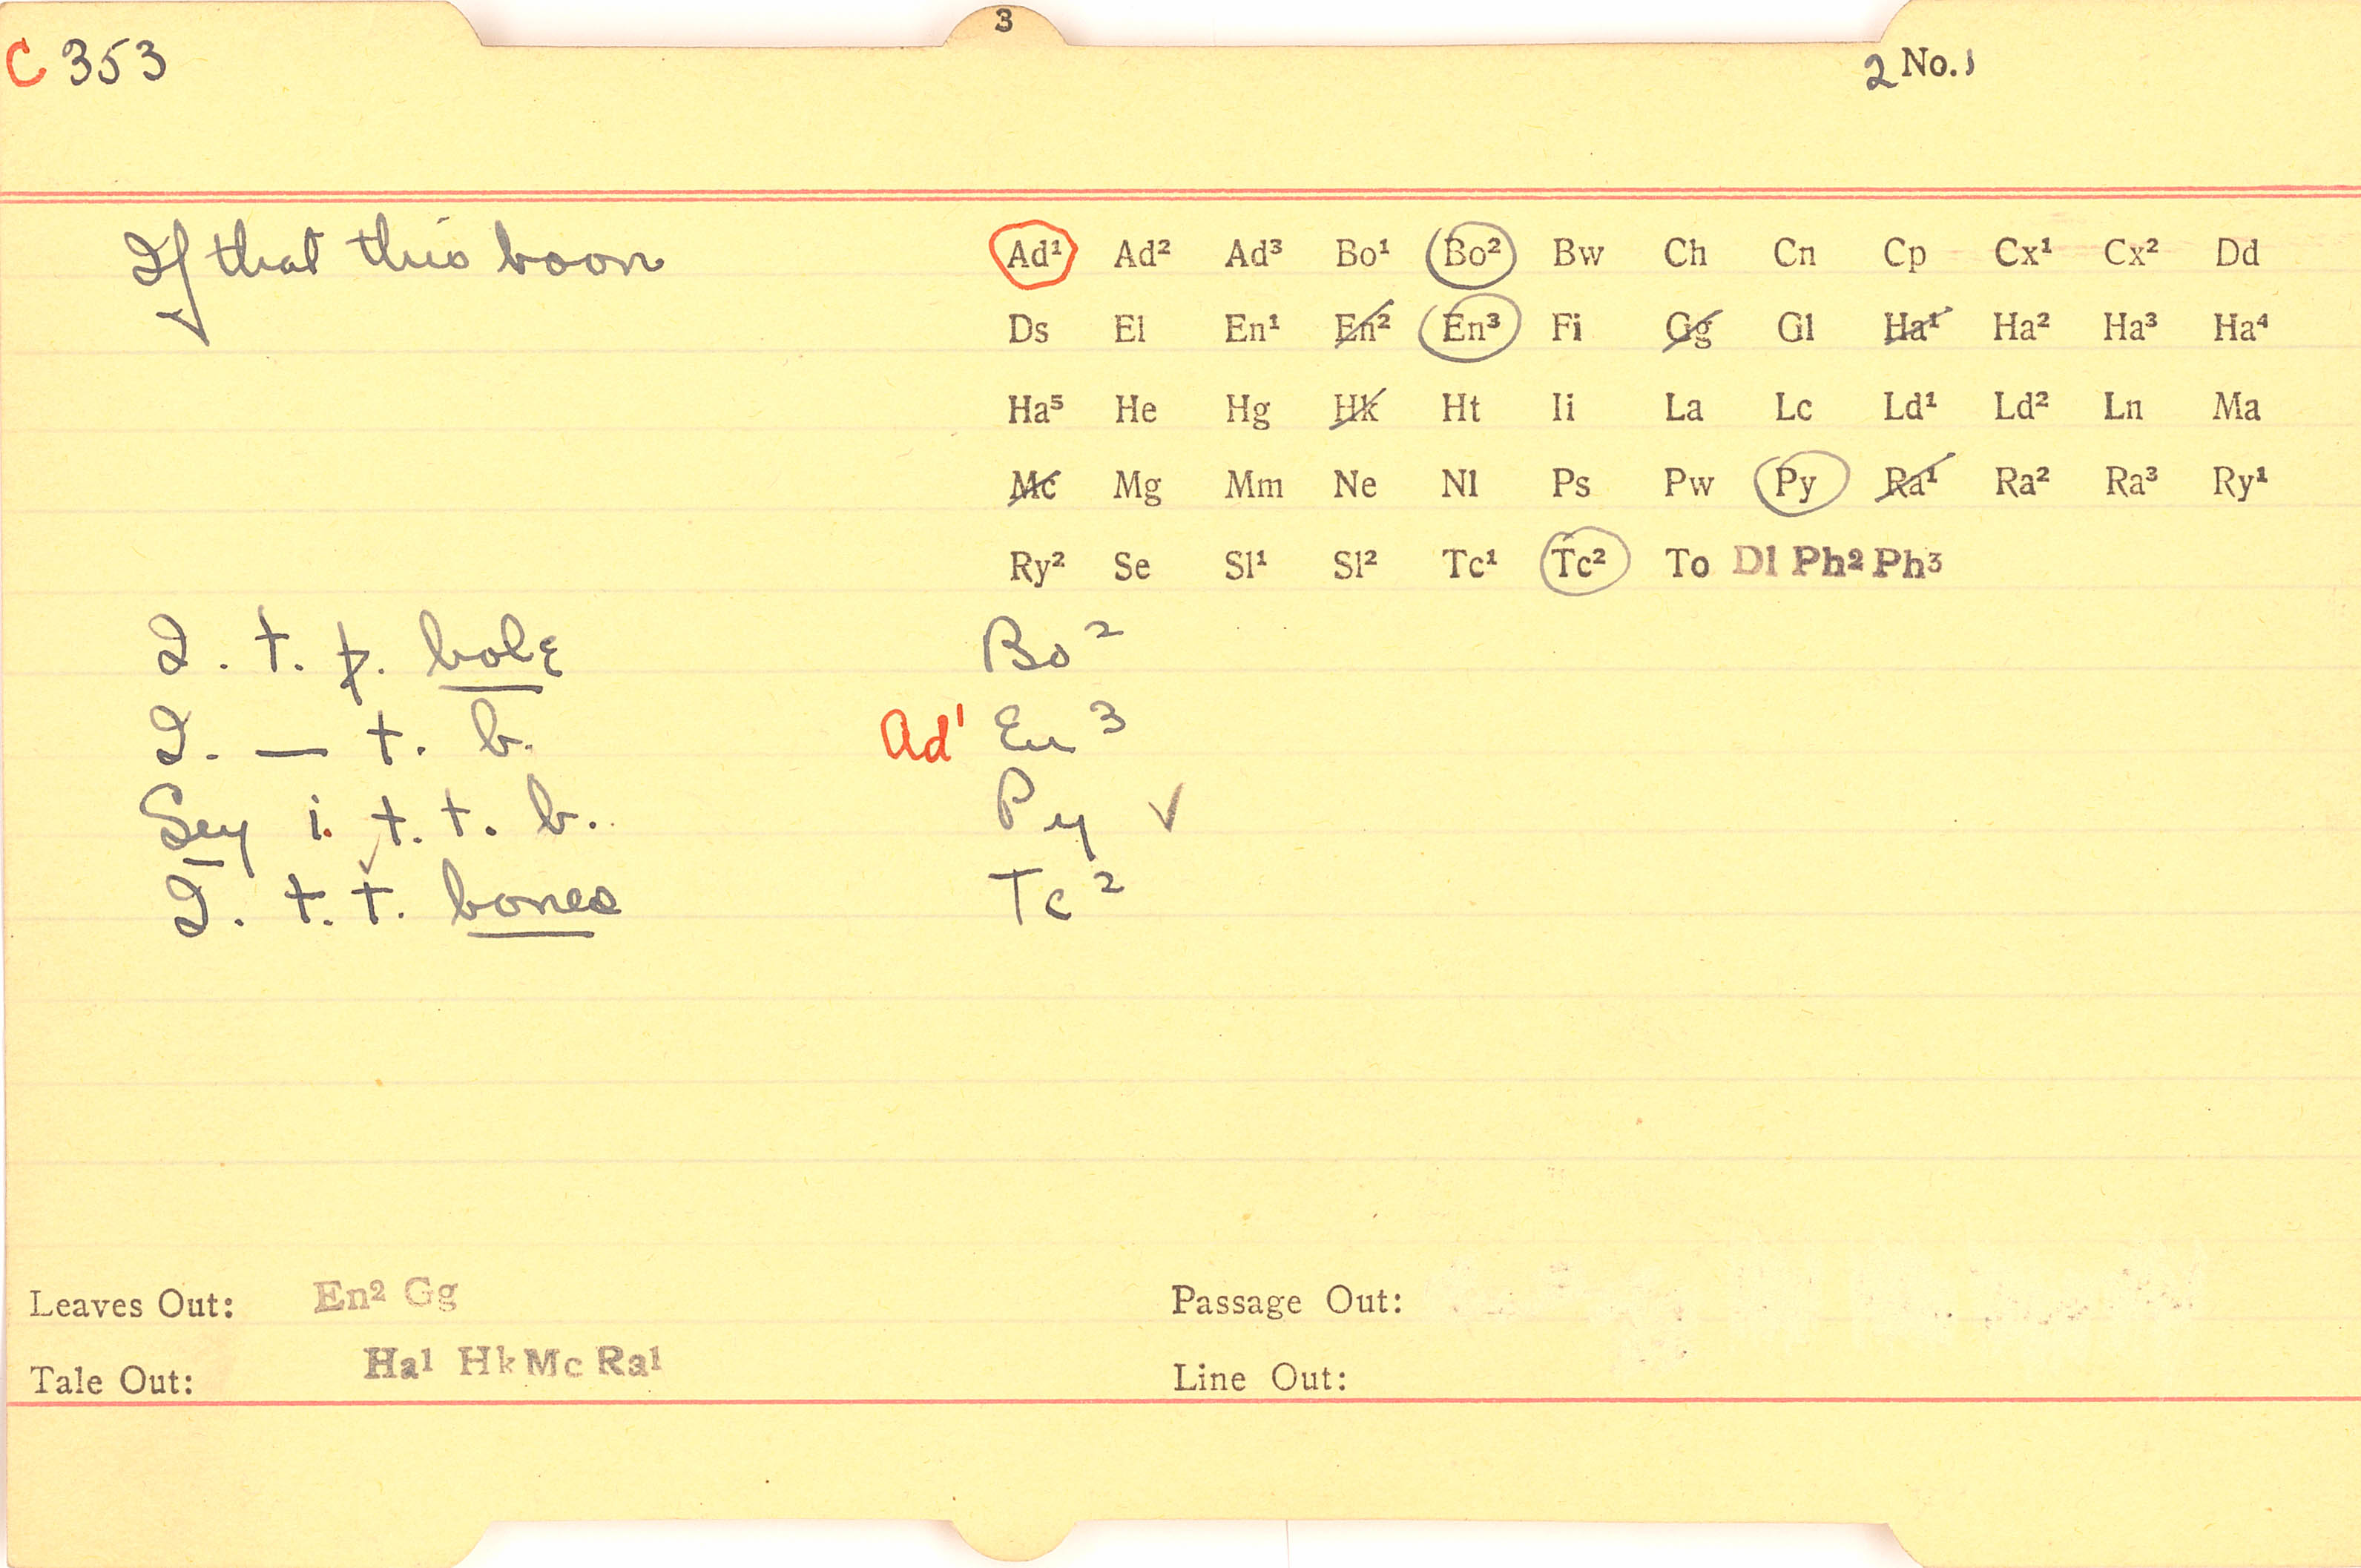 3
C 353
2 No. 1
If that this boon
Ad¹ Ad² Ad³ Bo¹ Bo² Bw Ch Cn Cp Cx¹ Cx² Dd
Ds El En¹ En² En³ Fi Gg Gl Ha¹ Ha² Ha³ Ha⁴
Ha⁵ He Hg Hk Ht Ii La Lc Ld¹ Ld² Ln Ma
Mc Mg Mm Ne Nl Ps Pw Py Ra¹ Ra² Ra³ Ry¹
Ry² Se Sl¹ Sl² Tc¹ Tc² To Dl Ph² Ph³
I. t. þ. bole Bo²
I. — t. b. Ad¹ En³
Sey i. t. t. b. Py ✓
I. t. t. bones Tc²
Leaves Out: En² Gg
Passage Out:
Tale Out: Ha¹ Hk Mc Ra¹
Line Out: